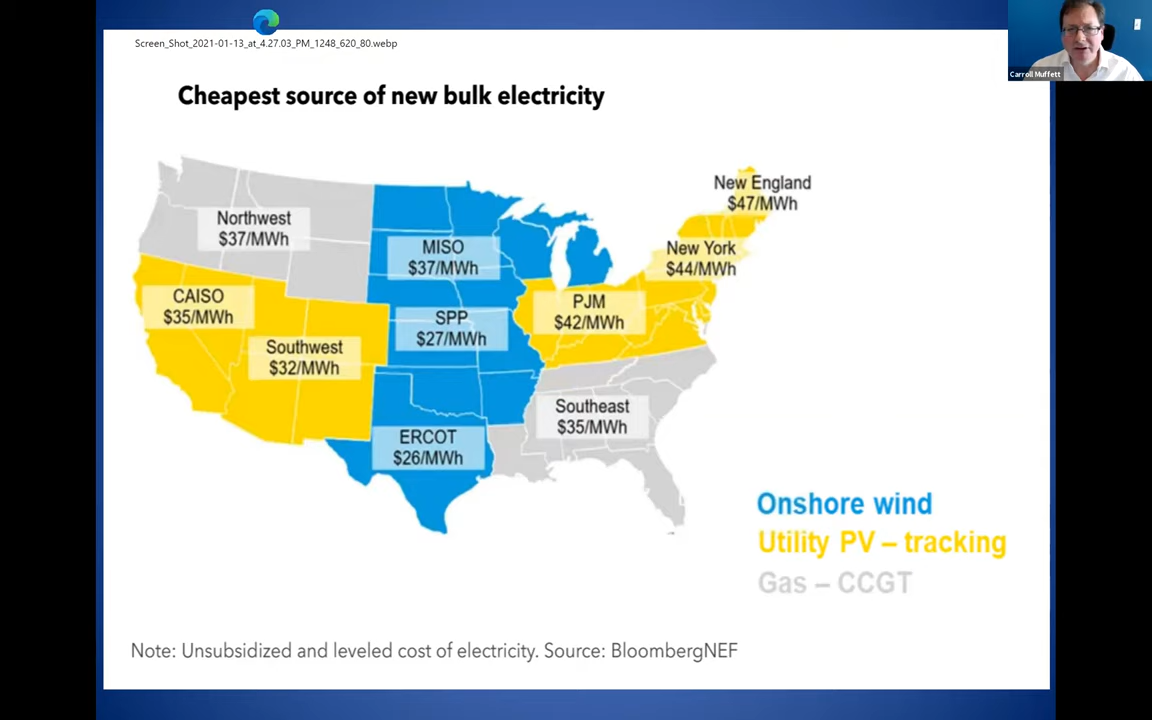 Screen_Shot_2021-01-13_at_4.27.03_PM_1248_620_80.webp
Carroll Muffett
Cheapest source of new bulk electricity
New England
$47/MWh
Northwest
$37/MWh
MISO
$37/MWh
New York
$44/MWh
CAISO
$35/MWh
PJM
$42/MWh
SPP
$27/MWh
Southwest
$32/MWh
Southeast
$35/MWh
ERCOT
$26/MWh
Onshore wind
Utility PV – tracking
Gas – CCGT
Note: Unsubsidized and leveled cost of electricity. Source: BloombergNEF